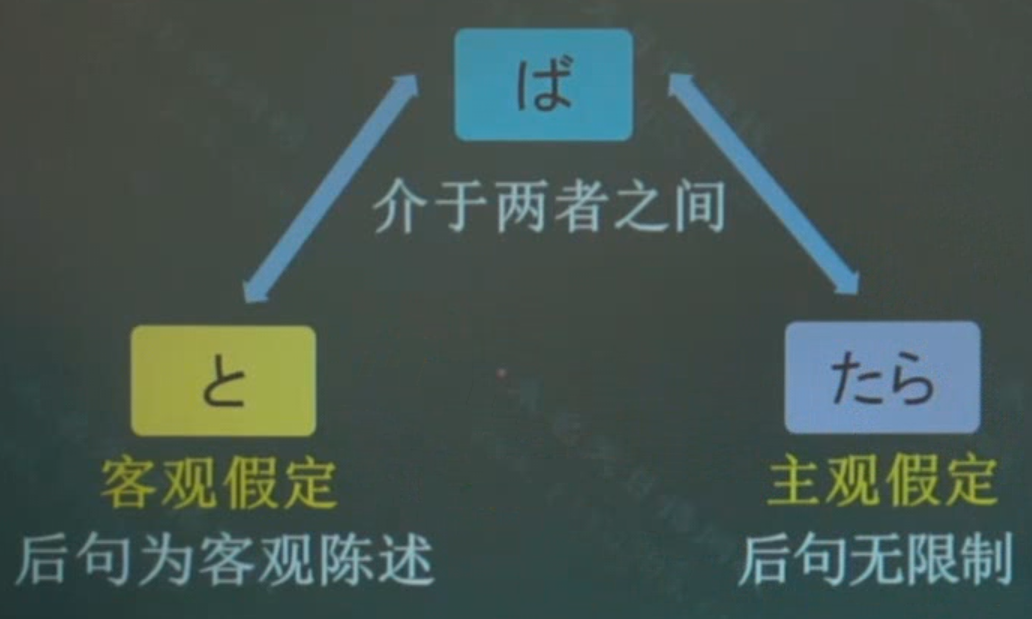 ば
介于两者之间
と
たら
客观假定
主观假定
后句为客观陈述
后句无限制